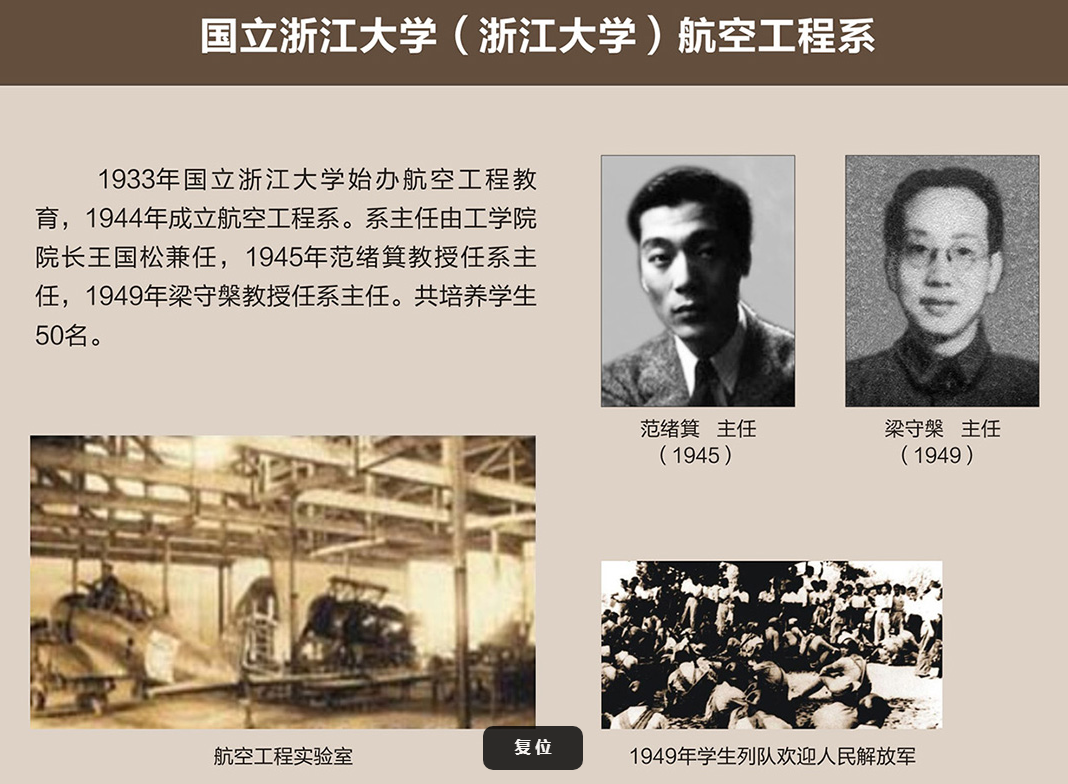 国立浙江大学（浙江大学）航空工程系
1933年国立浙江大学始办航空工程教
育，1944年成立航空工程系。系主任由工学院
院长王国松兼任，1945年范绪箕教授任系主
任，1949年梁守槃教授任系主任。共培养学生
50名。
范绪箕 主任
（1945）
梁守槃 主任
（1949）
航空工程实验室
复位
1949年学生列队欢迎人民解放军